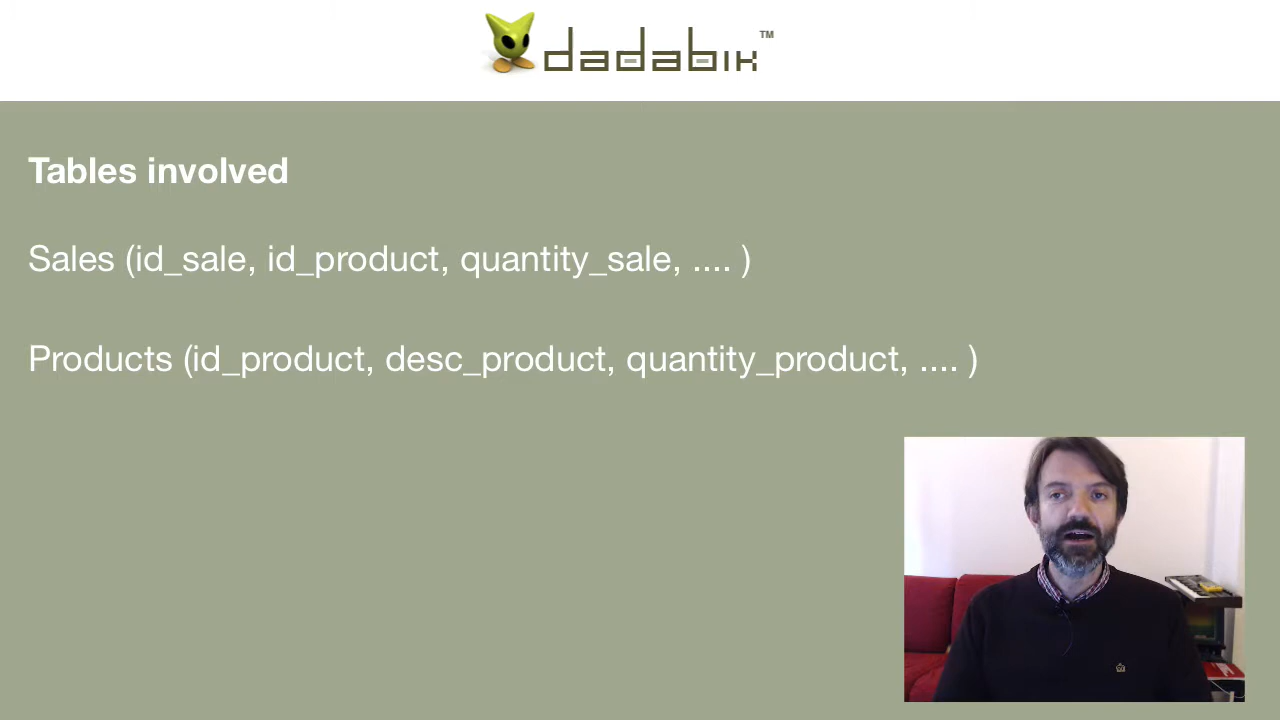 dadabik™
Tables involved
Sales (id_sale, id_product, quantity_sale, .... )
Products (id_product, desc_product, quantity_product, .... )